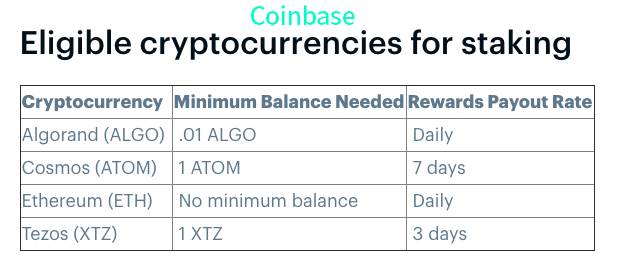 Coinbase
Eligible cryptocurrencies for staking
Cryptocurrency Minimum Balance Needed Rewards Payout Rate
Algorand (ALGO) .01 ALGO Daily
Cosmos (ATOM) 1 ATOM 7 days
Ethereum (ETH) No minimum balance Daily
Tezos (XTZ) 1 XTZ 3 days